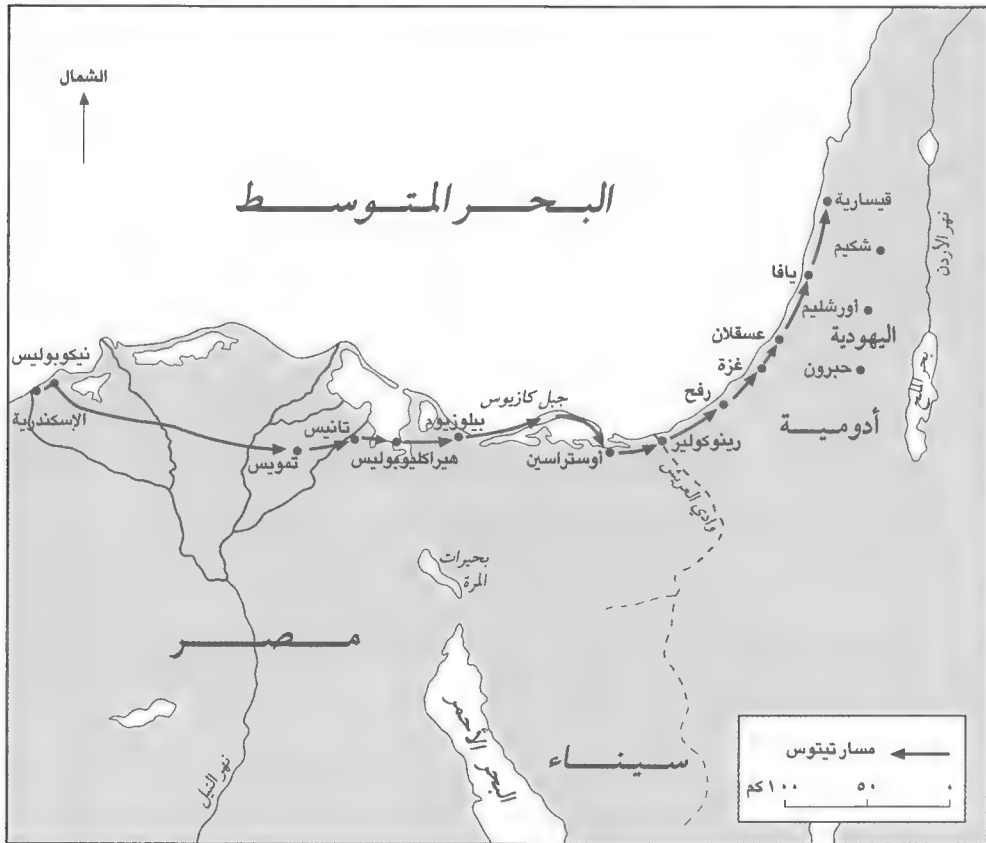 الشمال
البحر المتوسط
قيسارية
شكيم
نهر الأردن
يافا
أورشليم
عسقلان
اليهودية
نيكوبوليس
غزة
حبرون
بحر الملح
جبل كازيوس
رفح
الإسكندرية
تانيس
بيلوزيوم
أدومية
رينوكولير
تمويس
هيراكليوبوليس
أوستراسين
وادي العريش
بحيرات
المرة
مصر
البحر الأحمر
سيناء
نهر النيل
مسار تيتوس
٠ ٥٠ ١٠٠ كم